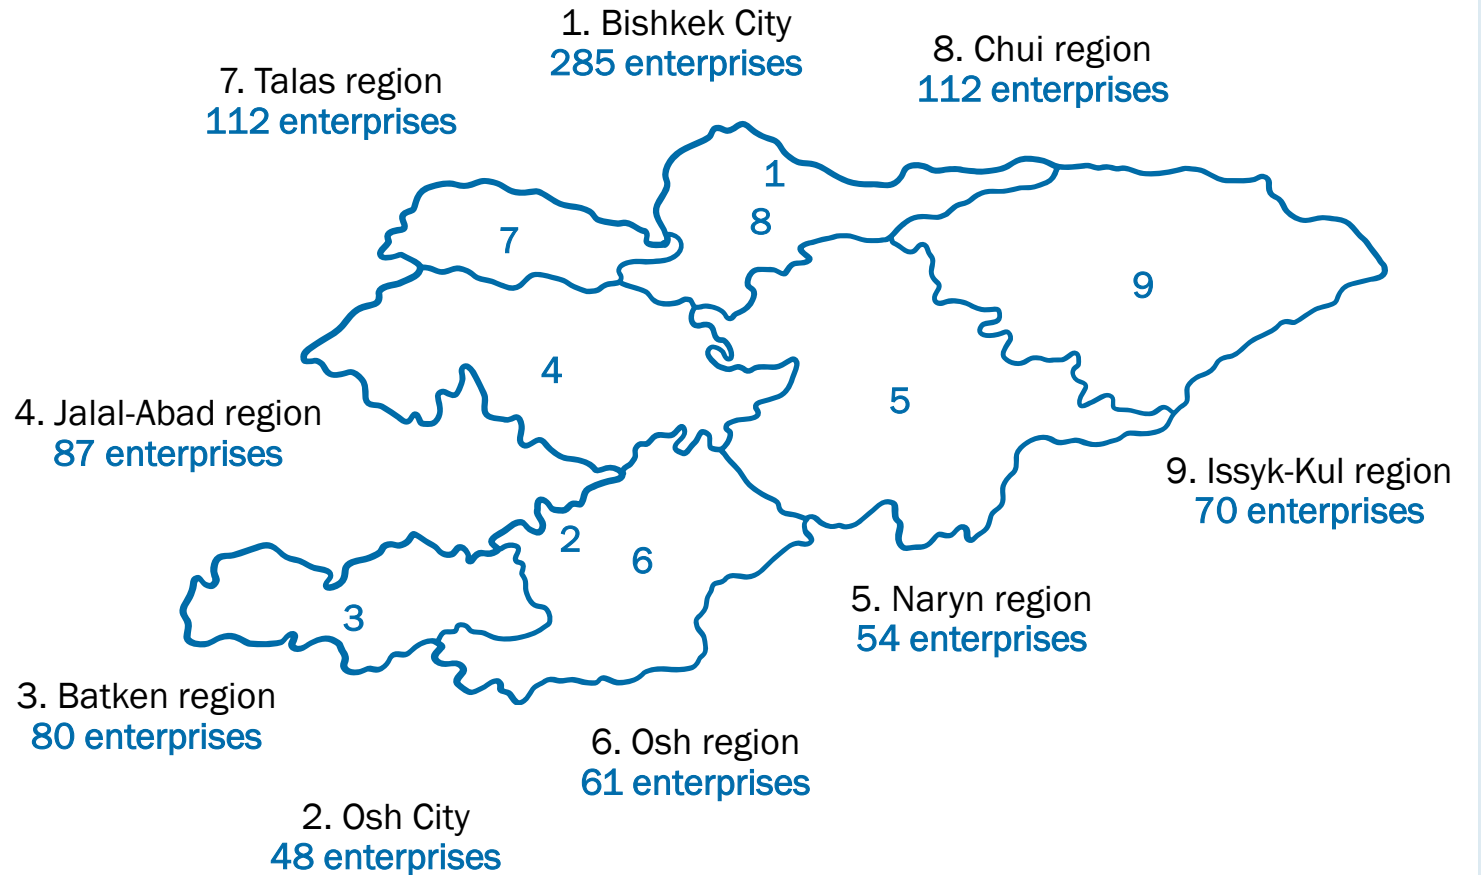 1. Bishkek City
285 enterprises
8. Chui region
112 enterprises
7. Talas region
112 enterprises
1
8
7
9
4
5
4. Jalal-Abad region
87 enterprises
9. Issyk-Kul region
70 enterprises
2
6
3
5. Naryn region
54 enterprises
3. Batken region
80 enterprises
6. Osh region
61 enterprises
2. Osh City
48 enterprises